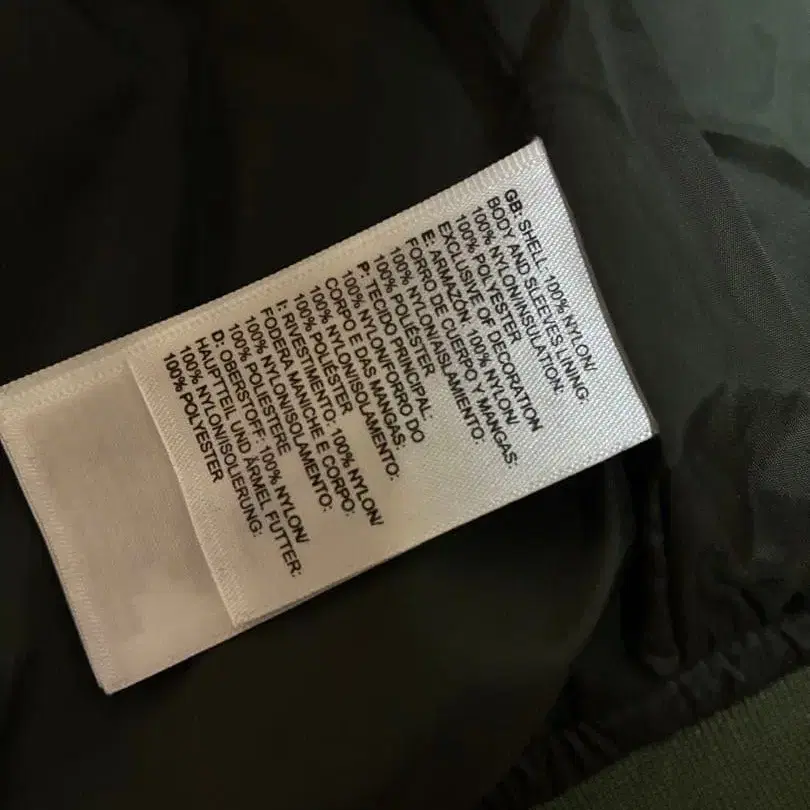 GB: SHELL: 100% NYLON/
BODY AND SLEEVES LINING:
100% NYLON/INSULATION:
100% POLYESTER
EXCLUSIVE OF DECORATION
E: ARMAZON: 100% NYLON/
FORRO DE CUERPO Y MANGAS:
100% NYLON/AISLAMIENTO:
100% POLIÉSTER
P: TECIDO PRINCIPAL:
100% NYLON/FORRO DO
CORPO E DAS MANGAS:
100% NYLON/ISOLAMENTO:
100% POLIÉSTER
I: RIVESTIMENTO: 100% NYLON/
FODERA MANICHE E CORPO:
100% NYLON/ISOLAMENTO:
100% POLIESTERE
D: OBERSTOFF: 100% NYLON/
HAUPTTEIL UND ÄRMEL FUTTER:
100% NYLON/ISOLIERUNG:
100% POLYESTER